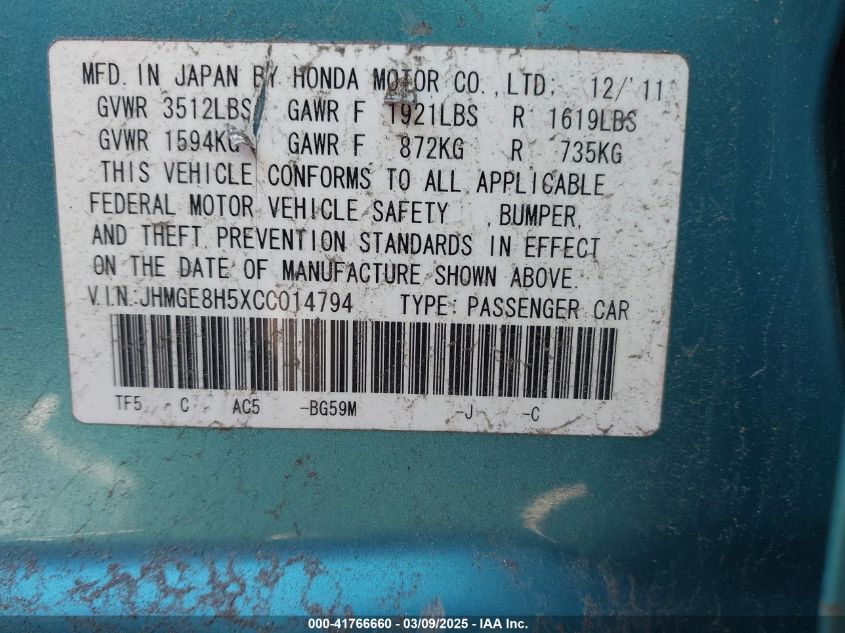 MFD. IN JAPAN BY HONDA MOTOR CO., LTD; 12/'11
GVWR 3512LBS GAWR F 1921LBS R 1619LBS
GVWR 1594KG GAWR F 872KG R 735KG
THIS VEHICLE CONFORMS TO ALL APPLICABLE
FEDERAL MOTOR VEHICLE SAFETY , BUMPER,
AND THEFT PREVENTION STANDARDS IN EFFECT
ON THE DATE OF MANUFACTURE SHOWN ABOVE.
V.I.N.:JHMGE8H5XCC014794 TYPE: PASSENGER CAR
TF5 -C AC5 -BG59M -J -C
000-41766660 - 03/09/2025 - IAA Inc.